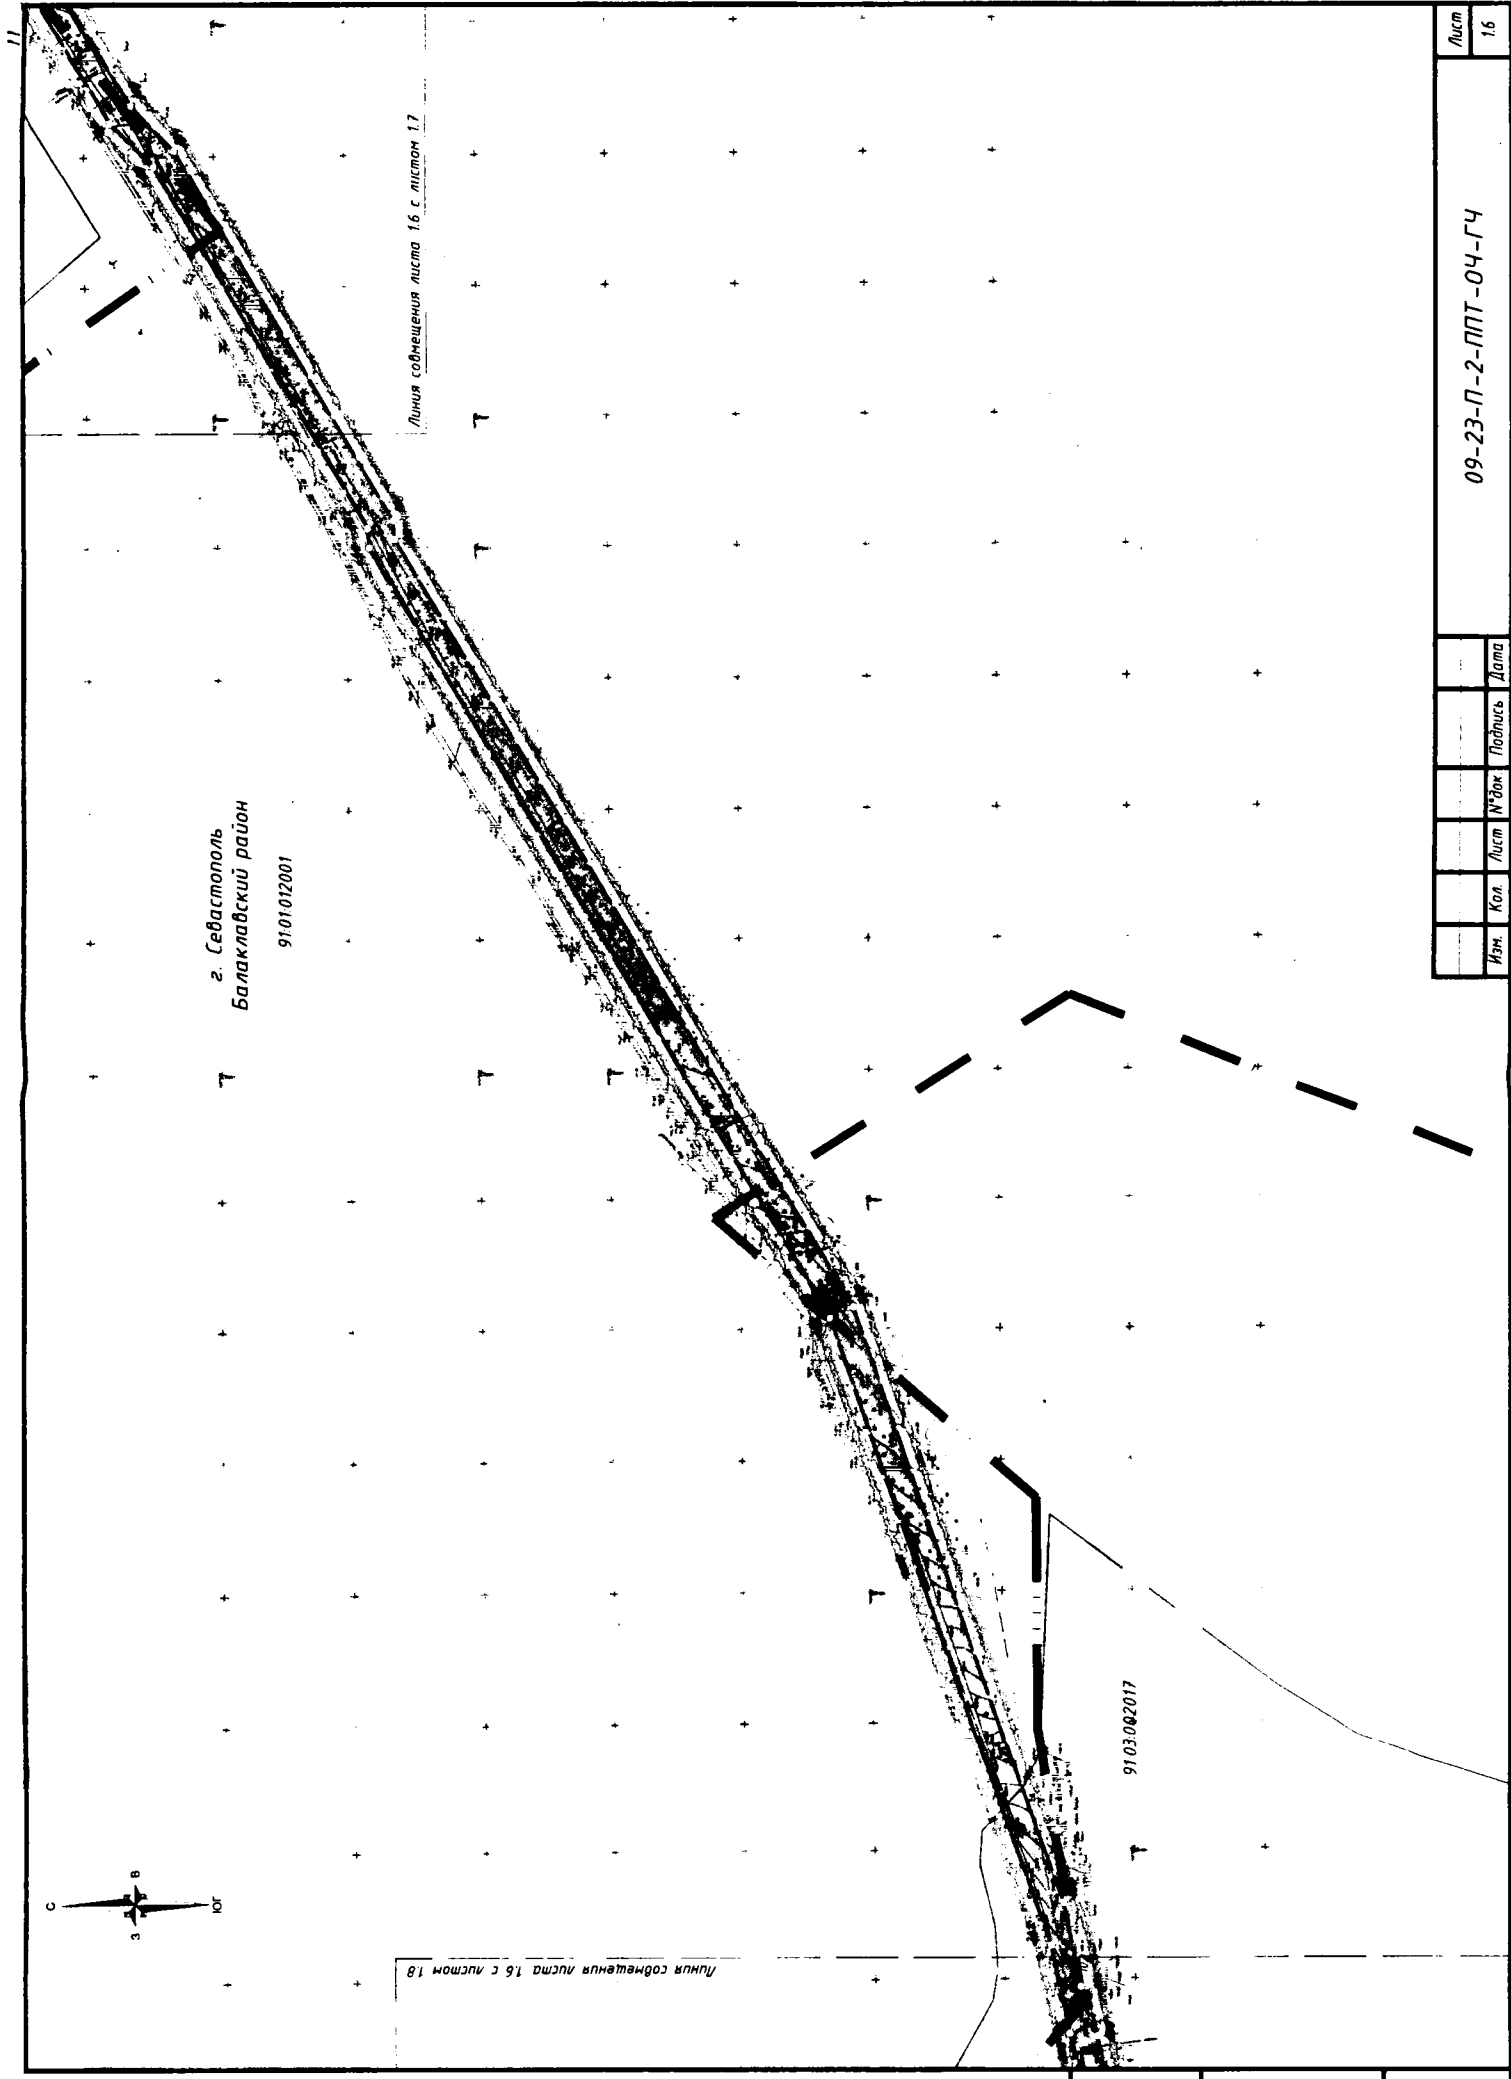 11
Лист
1.6
09-23-П-2-ППТ-ОЧ-ГЧ
Изм. Кол. Лист N°док. Подпись Дата
Линия совмещения листа 1.6 с листом 1.7
г. Севастополь
Балаклавский район
91:01:012001
91:03:002017
Линия совмещения листа 1.6 с листом 1.8
С
З В
ЮГ